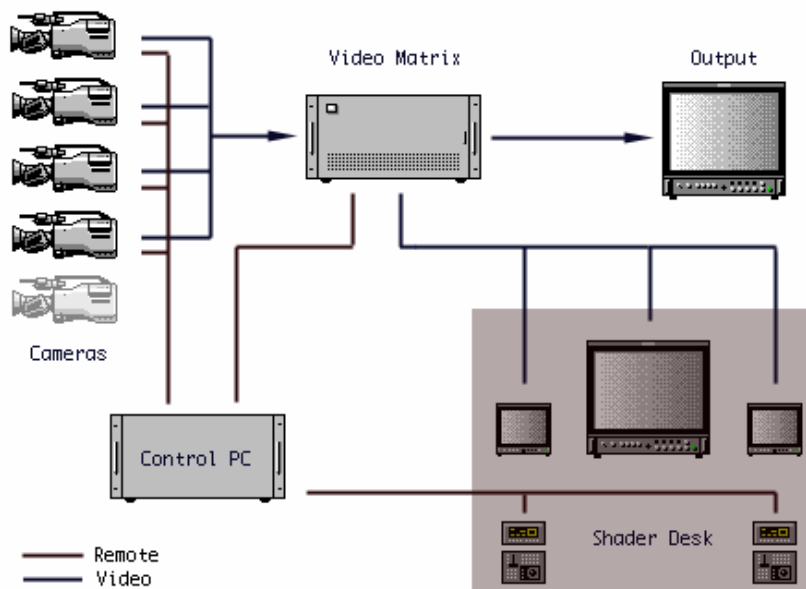 Video Matrix
Output
Cameras
Control PC
Shader Desk
Remote
Video